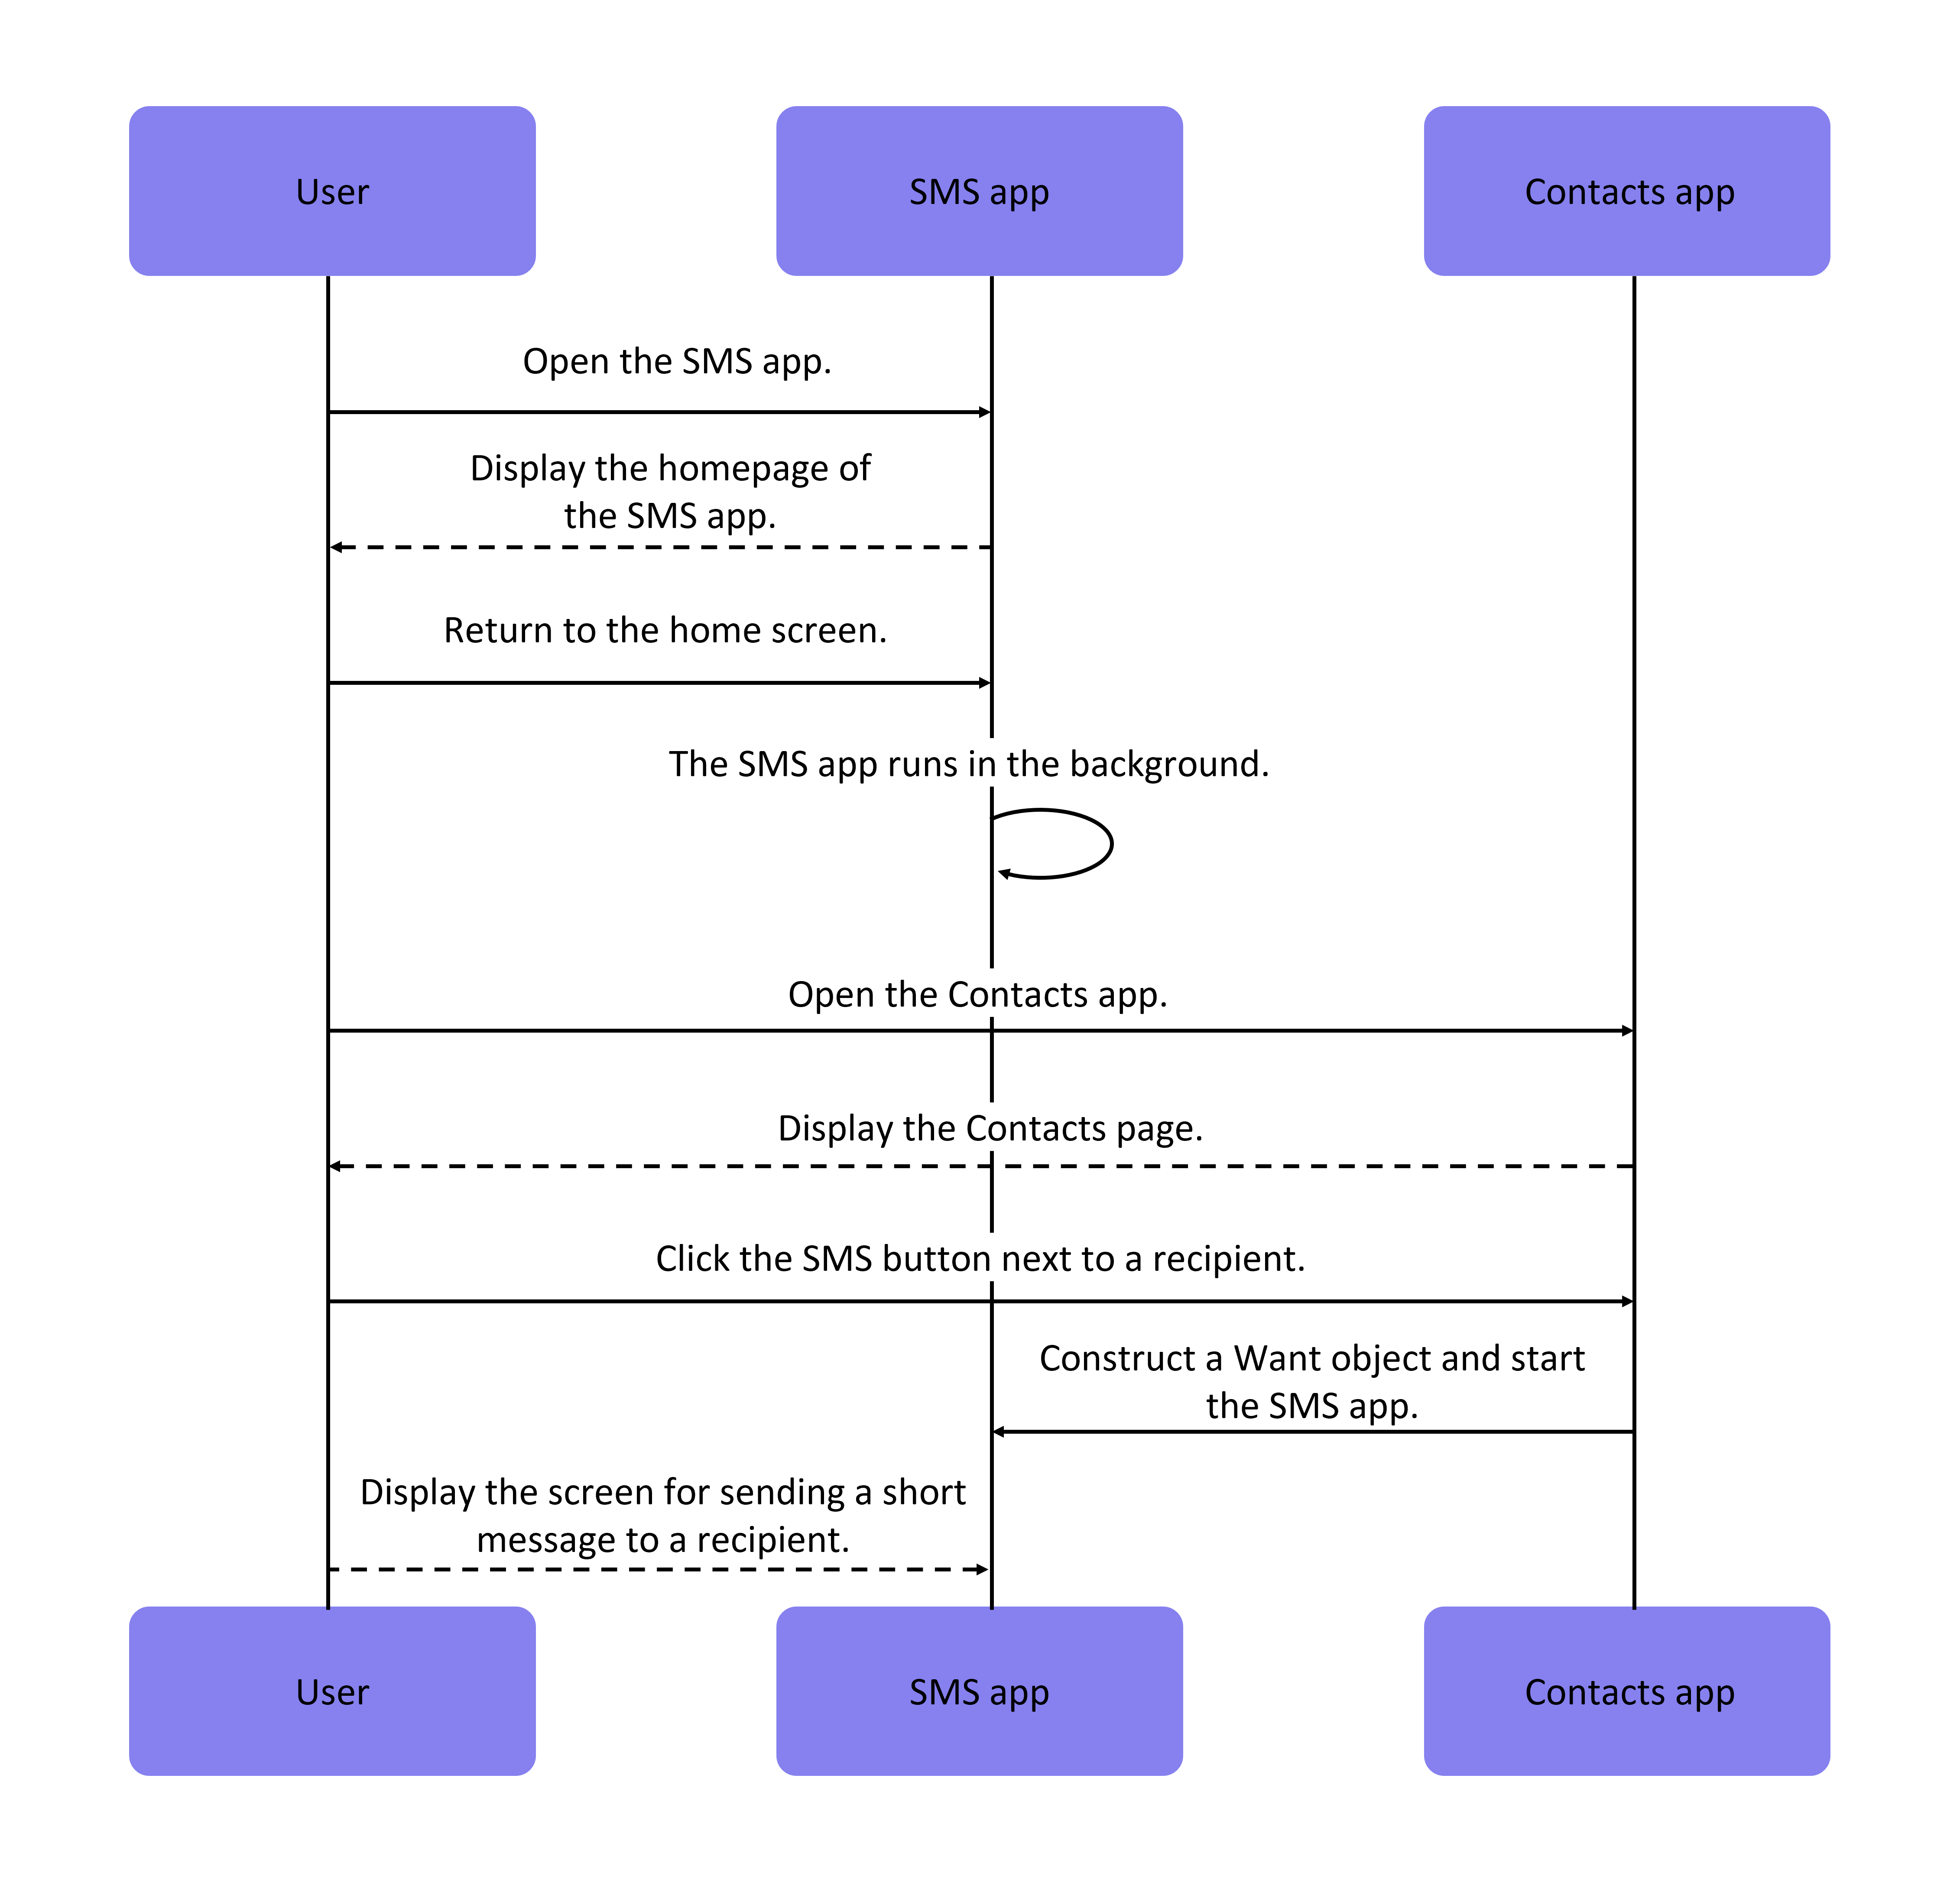 User
SMS app
Contacts app
Open the SMS app.
Display the homepage of
the SMS app.
Return to the home screen.
The SMS app runs in the background.
Open the Contacts app.
Display the Contacts page.
Click the SMS button next to a recipient.
Construct a Want object and start
the SMS app.
Display the screen for sending a short
message to a recipient.
User
SMS app
Contacts app